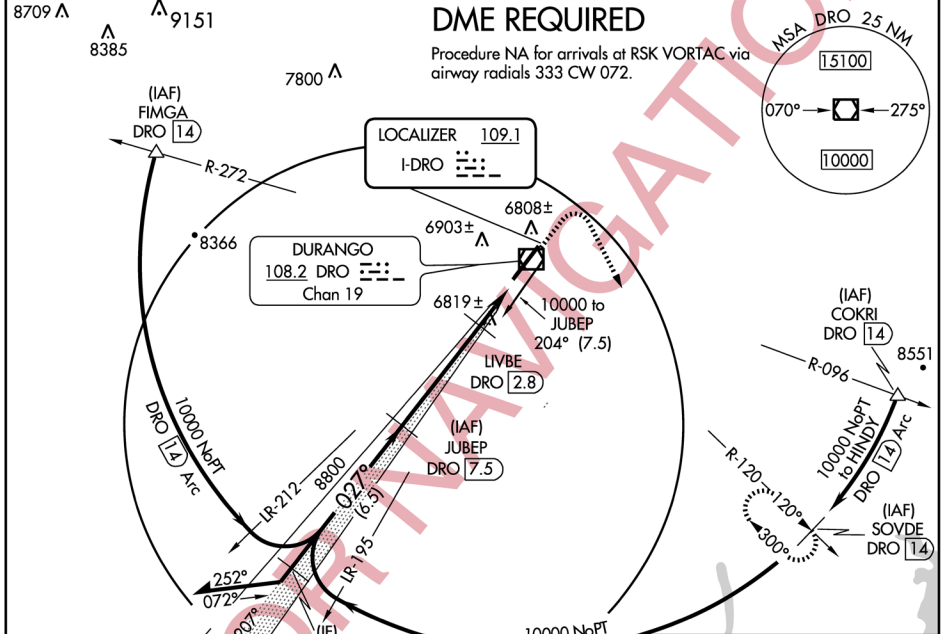 DME REQUIRED
Procedure NA for arrivals at RSK VORTAC via
airway radials 333 CW 072.
8709
9151
8385
7800
MSA DRO 25 NM
15100
070°
275°
10000
(IAF)
FIMGA
DRO 14
R-272
LOCALIZER 109.1
I-DRO
6808±
6903±
8366
DURANGO
108.2 DRO
Chan 19
6819±
10000 to
JUBEP
204° (7.5)
LIVBE
DRO 2.8
(IAF)
COKRI
DRO 14
8551
R-096
10000 NoPT
DRO 14 Arc
10000 NoPT
to HINDY
DRO 14 Arc
(IAF)
JUBEP
DRO 7.5
R-120
120°
300°
(IAF)
SOVDE
DRO 14
LR-212
8800
027°
(6.5)
LR-195
252°
072°
207°
(IF)
10000 NoPT
OR NAVIGATIO